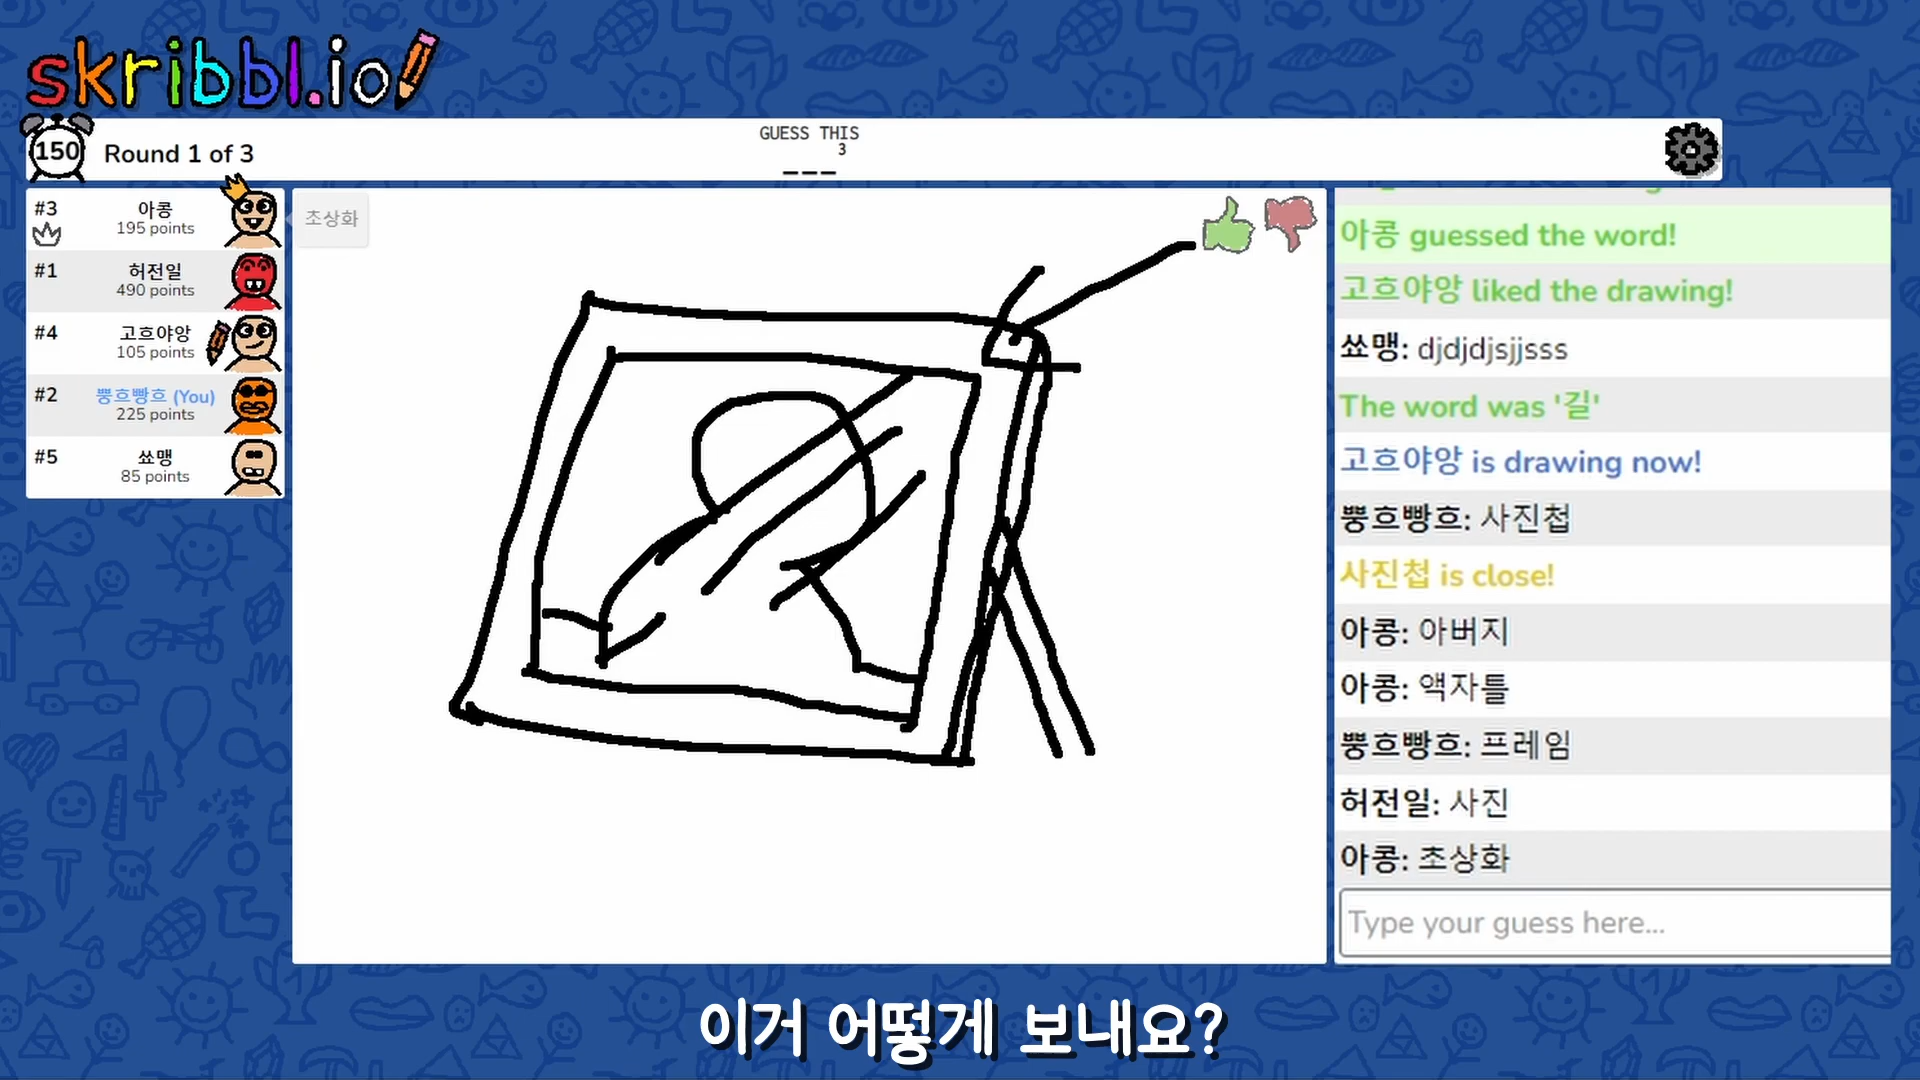 skribbl.io
150
Round 1 of 3
GUESS THIS
3
___
#3 아콩
195 points
#1 허전일
490 points
#4 고흐야앙
105 points
#2 뿡흐빵흐 (You)
225 points
#5 쑈맹
85 points
초상화
아콩 guessed the word!
고흐야앙 liked the drawing!
쑈맹: djdjdjsjjsss
The word was '길'
고흐야앙 is drawing now!
뿡흐빵흐: 사진첩
사진첩 is close!
아콩: 아버지
아콩: 액자틀
뿡흐빵흐: 프레임
허전일: 사진
아콩: 초상화
Type your guess here...
이거 어떻게 보내요?